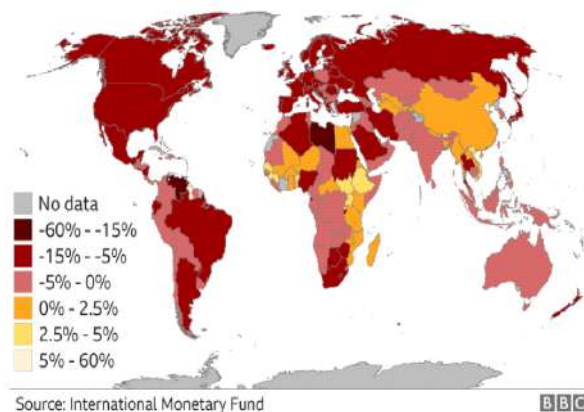 No data
-60% - -15%
-15% - -5%
-5% - 0%
0% - 2.5%
2.5% - 5%
5% - 60%
Source: International Monetary Fund
BBC